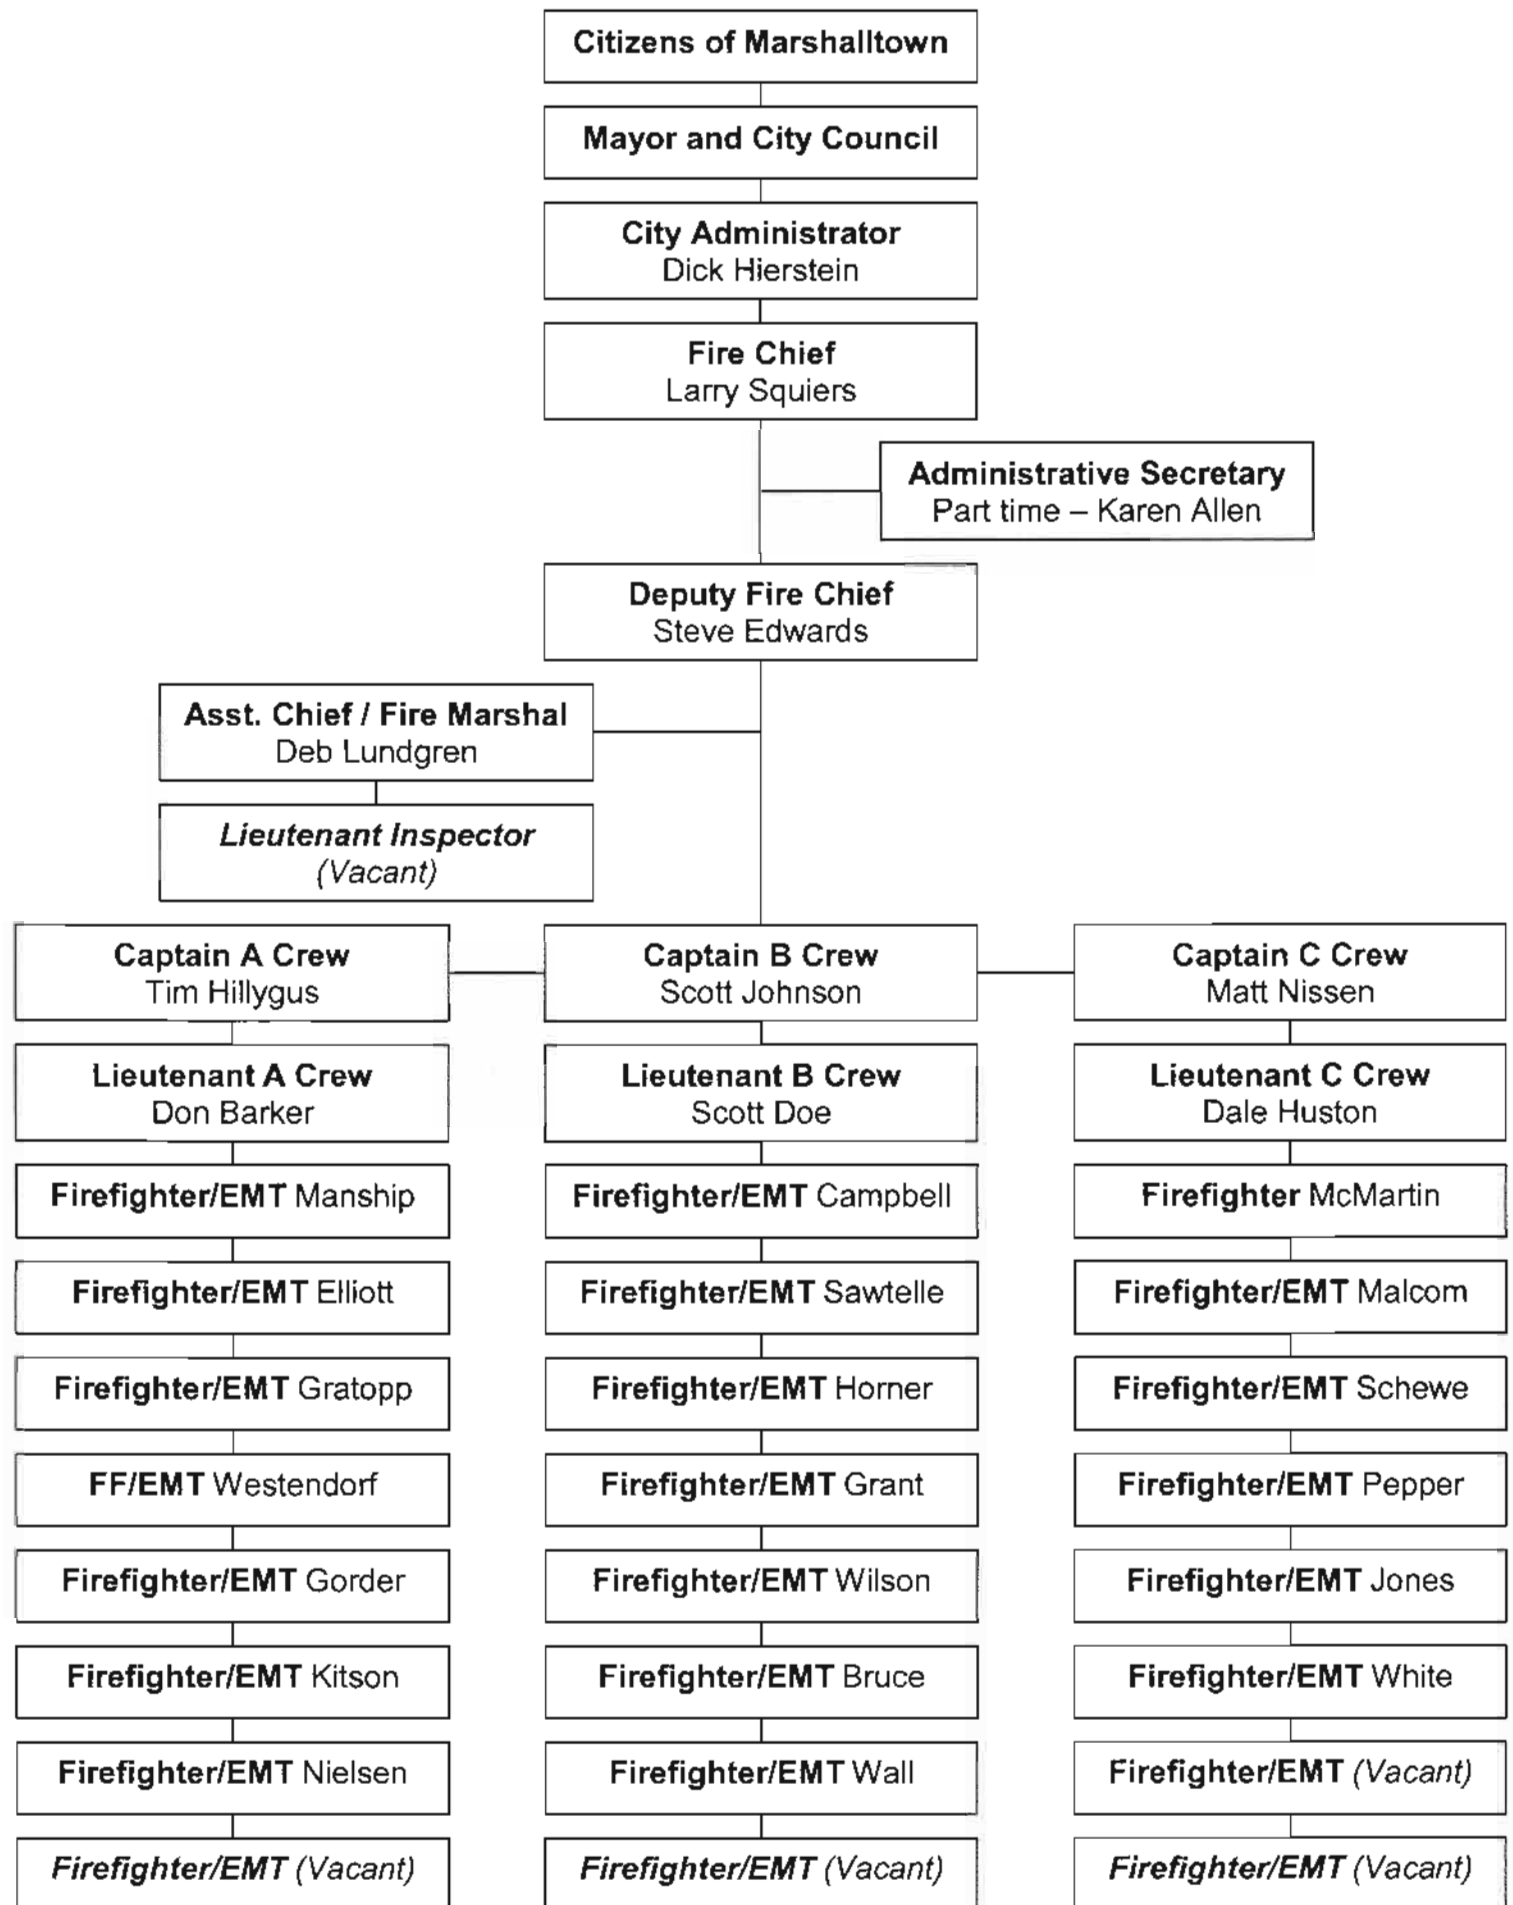 Citizens of Marshalltown
Mayor and City Council
City Administrator
Dick Hierstein
Fire Chief
Larry Squiers
Administrative Secretary
Part time – Karen Allen
Deputy Fire Chief
Steve Edwards
Asst. Chief / Fire Marshal
Deb Lundgren
Lieutenant Inspector
(Vacant)
Captain A Crew
Tim Hillygus
Captain B Crew
Scott Johnson
Captain C Crew
Matt Nissen
Lieutenant A Crew
Don Barker
Lieutenant B Crew
Scott Doe
Lieutenant C Crew
Dale Huston
Firefighter/EMT Manship
Firefighter/EMT Campbell
Firefighter McMartin
Firefighter/EMT Elliott
Firefighter/EMT Sawtelle
Firefighter/EMT Malcom
Firefighter/EMT Gratopp
Firefighter/EMT Horner
Firefighter/EMT Schewe
FF/EMT Westendorf
Firefighter/EMT Grant
Firefighter/EMT Pepper
Firefighter/EMT Gorder
Firefighter/EMT Wilson
Firefighter/EMT Jones
Firefighter/EMT Kitson
Firefighter/EMT Bruce
Firefighter/EMT White
Firefighter/EMT Nielsen
Firefighter/EMT Wall
Firefighter/EMT (Vacant)
Firefighter/EMT (Vacant)
Firefighter/EMT (Vacant)
Firefighter/EMT (Vacant)